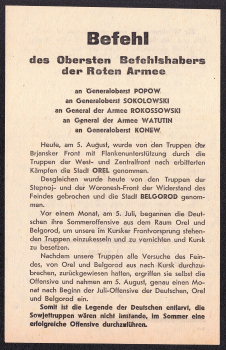 Befehl
des Obersten Befehlshabers
der Roten Armee
an Generaloberst POPOW
an Generaloberst SOKOLOWSKI
an General der Armee ROKOSSOWSKI
an General der Armee WATUTIN
an Generaloberst KONEW
Heute, am 5. August, wurde von den Truppen der
Brjansker Front mit Flankenunterstützung durch die
Truppen der West- und Zentralfront nach erbitterten
Kämpfen die Stadt OREL genommen.
Desgleichen wurde heute von den Truppen der
Stepnoj- und der Woronesh-Front der Widerstand des
Feindes gebrochen und die Stadt BELGOROD genom-
men.
Vor einem Monat, am 5. Juli, begannen die Deut-
schen ihre Sommeroffensive aus dem Raum Orel und
Belgorod, um unsere im Kursker Frontvorsprung stehen-
den Truppen einzukesseln und zu vernichten und Kursk
zu besetzen.
Nachdem unsere Truppen alle Versuche des Fein-
des, von Orel und Belgorod aus nach Kursk durchzu-
brechen, zurückgewiesen hatten, ergriffen sie selbst die
Offensive und nahmen am 5. August, genau einen Mo-
nat nach Beginn der Juli-Offensive der Deutschen, Orel
und Belgorod ein.
Somit ist die Legende der Deutschen entlarvt, die
Sowjettruppen wären nicht imstande, im Sommer eine
erfolgreiche Offensive durchzuführen.